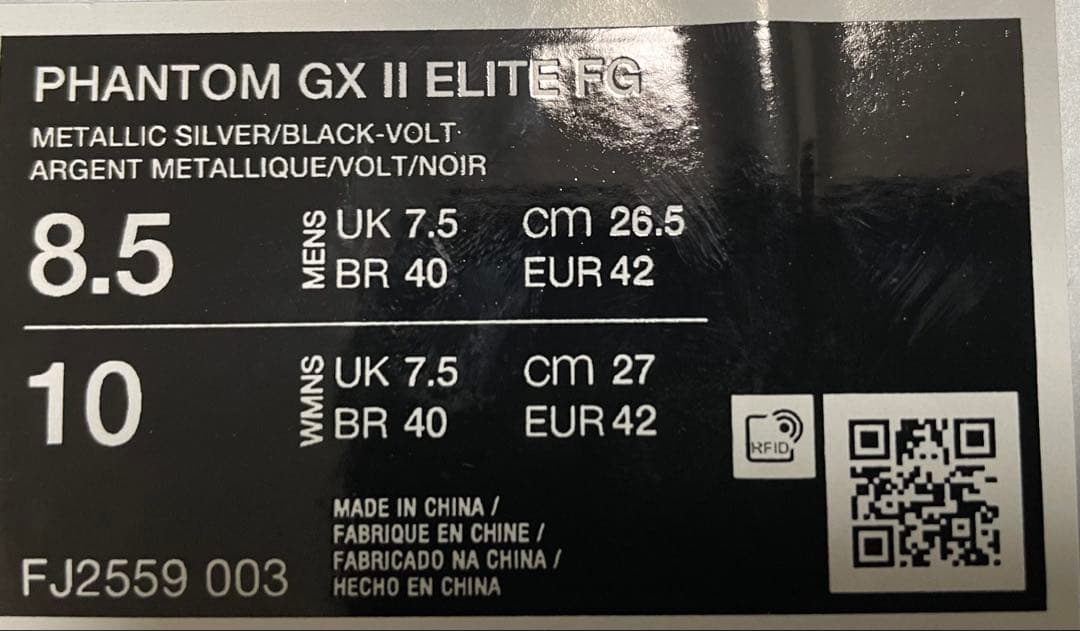 PHANTOM GX II ELITE FG
METALLIC SILVER/BLACK-VOLT
ARGENT METALLIQUE/VOLT/NOIR
8.5 MENS UK 7.5 cm 26.5
BR 40 EUR 42
10 WMNS UK 7.5 cm 27
BR 40 EUR 42
RFID
MADE IN CHINA /
FABRIQUE EN CHINE /
FABRICADO NA CHINA /
HECHO EN CHINA
FJ2559 003